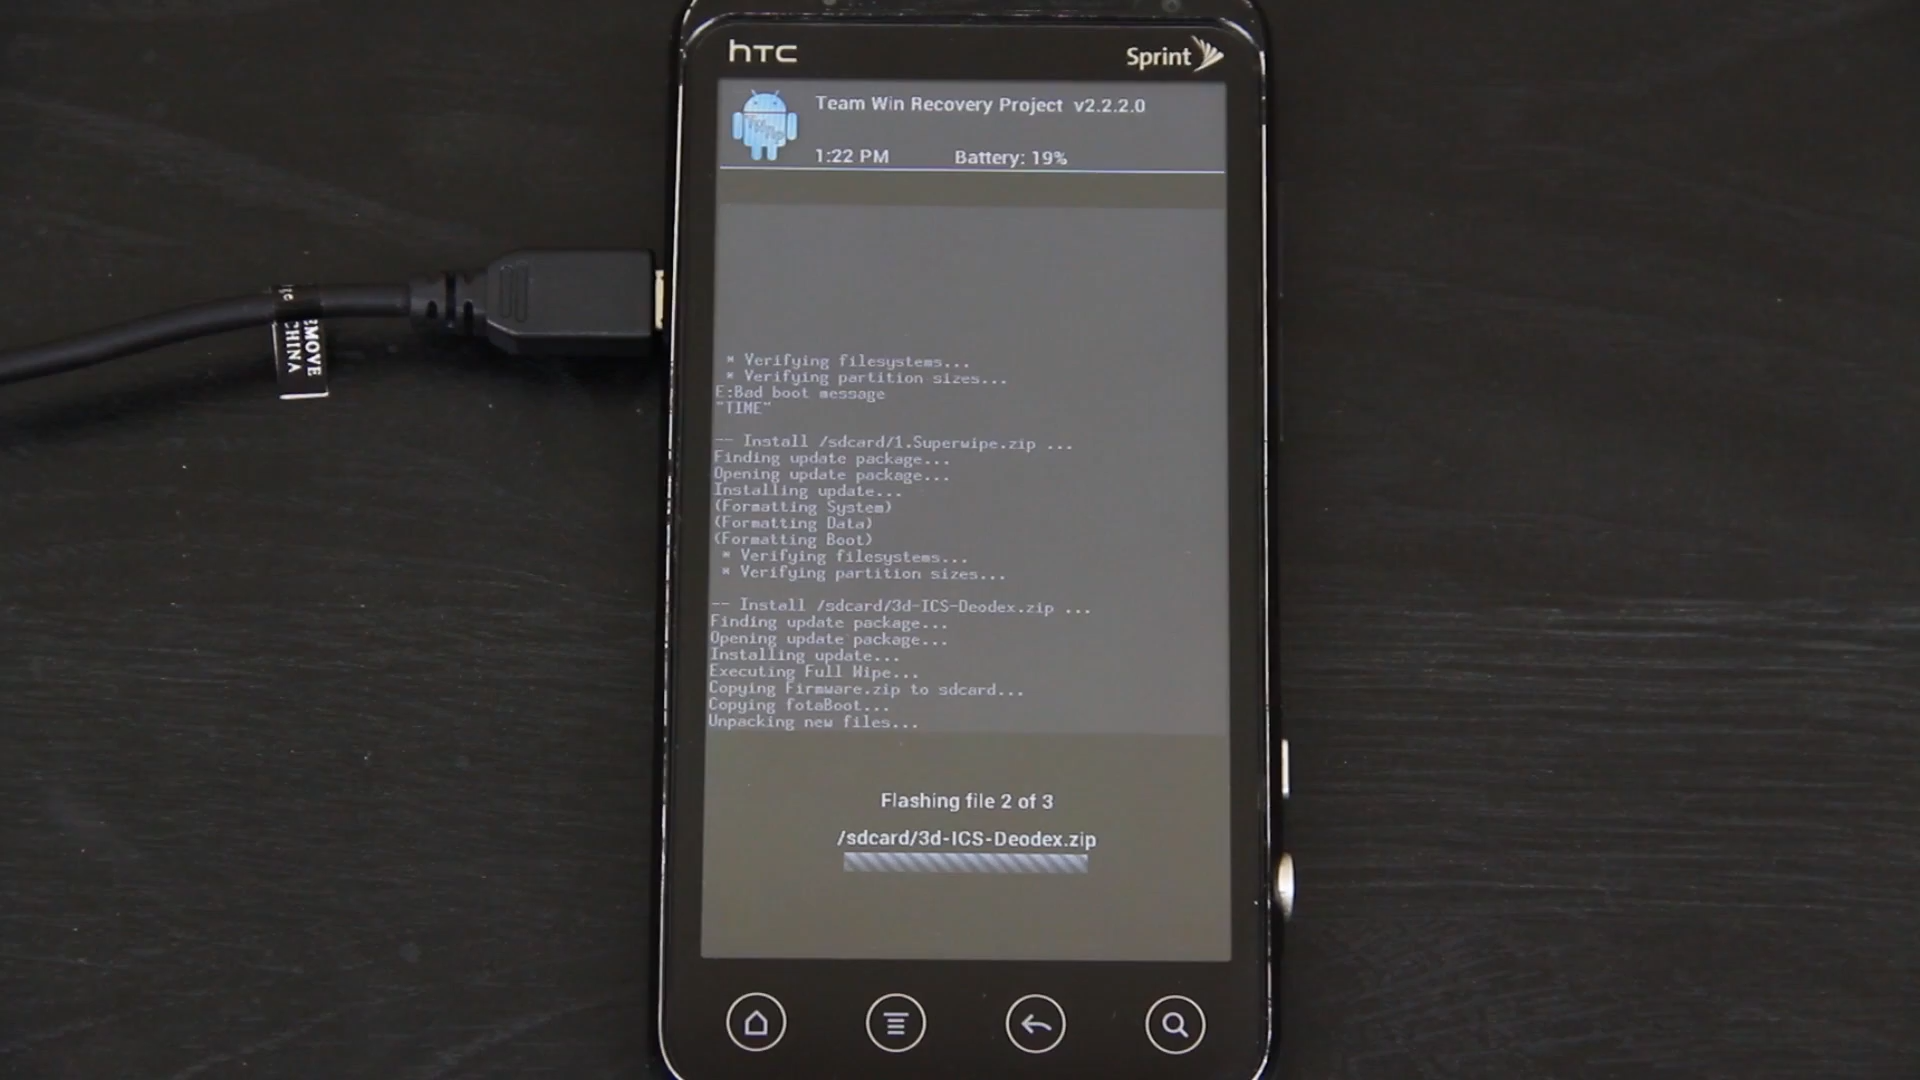 hTC
Sprint
Team Win Recovery Project v2.2.2.0
1:22 PM Battery: 19%
* Verifying filesystems...
* Verifying partition sizes...
E:Bad boot message
"TIME"
-- Install /sdcard/1.Superwipe.zip ...
Finding update package...
Opening update package...
Installing update...
(Formatting System)
(Formatting Data)
(Formatting Boot)
* Verifying filesystems...
* Verifying partition sizes...
-- Install /sdcard/3d-ICS-Deodex.zip ...
Finding update package...
Opening update package...
Installing update...
Executing Full Wipe...
Copying Firmware.zip to sdcard...
Copying fotaBoot...
Unpacking new files...
Flashing file 2 of 3
/sdcard/3d-ICS-Deodex.zip
CHINA